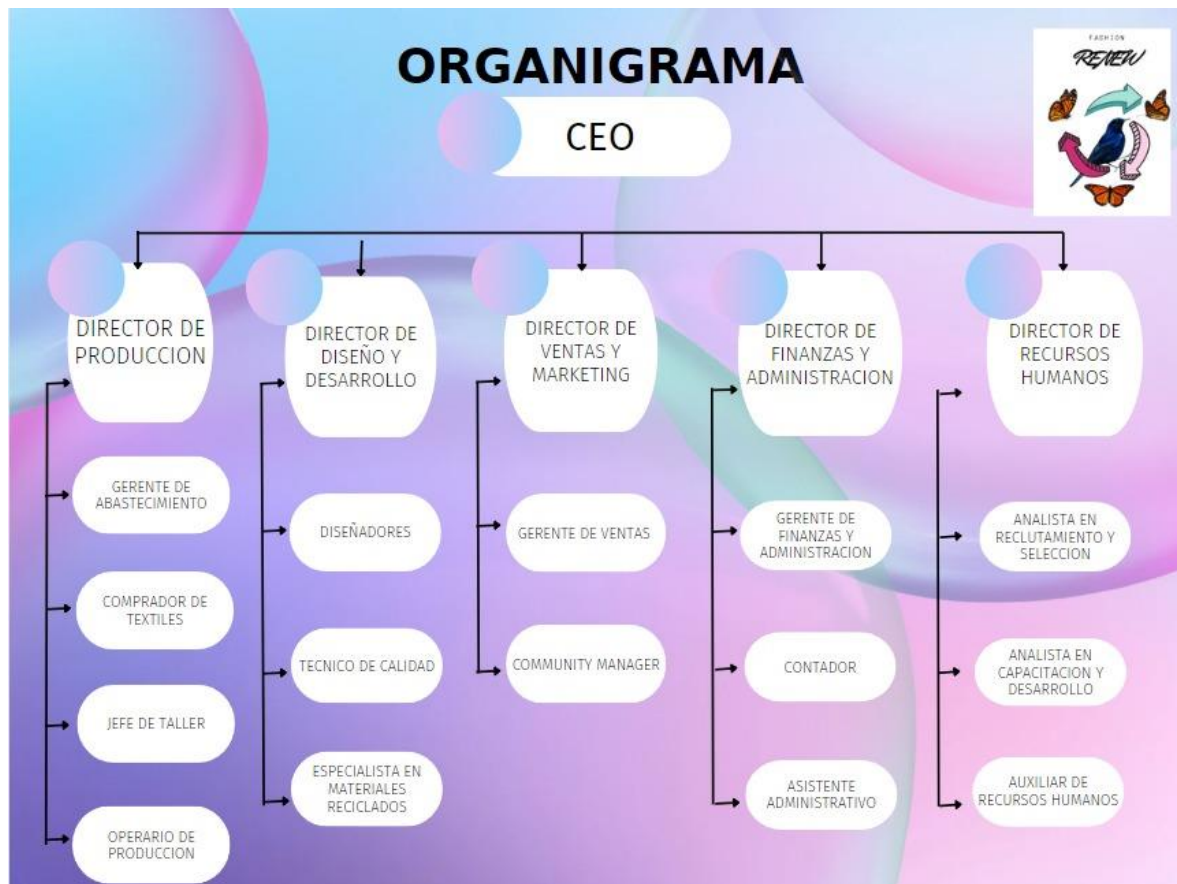 ORGANIGRAMA
FASHION
RENEW
CEO
DIRECTOR DE
PRODUCCION
DIRECTOR DE
DISEÑO Y
DESARROLLO
DIRECTOR DE
VENTAS Y
MARKETING
DIRECTOR DE
FINANZAS Y
ADMINISTRACION
DIRECTOR DE
RECURSOS
HUMANOS
GERENTE DE
ABASTECIMIENTO
COMPRADOR DE
TEXTILES
JEFE DE TALLER
OPERARIO DE
PRODUCCION
DISEÑADORES
TECNICO DE CALIDAD
ESPECIALISTA EN
MATERIALES
RECICLADOS
GERENTE DE VENTAS
COMMUNITY MANAGER
GERENTE DE
FINANZAS Y
ADMINISTRACION
CONTADOR
ASISTENTE
ADMINISTRATIVO
ANALISTA EN
RECLUTAMIENTO Y
SELECCION
ANALISTA EN
CAPACITACION Y
DESARROLLO
AUXILIAR DE
RECURSOS HUMANOS